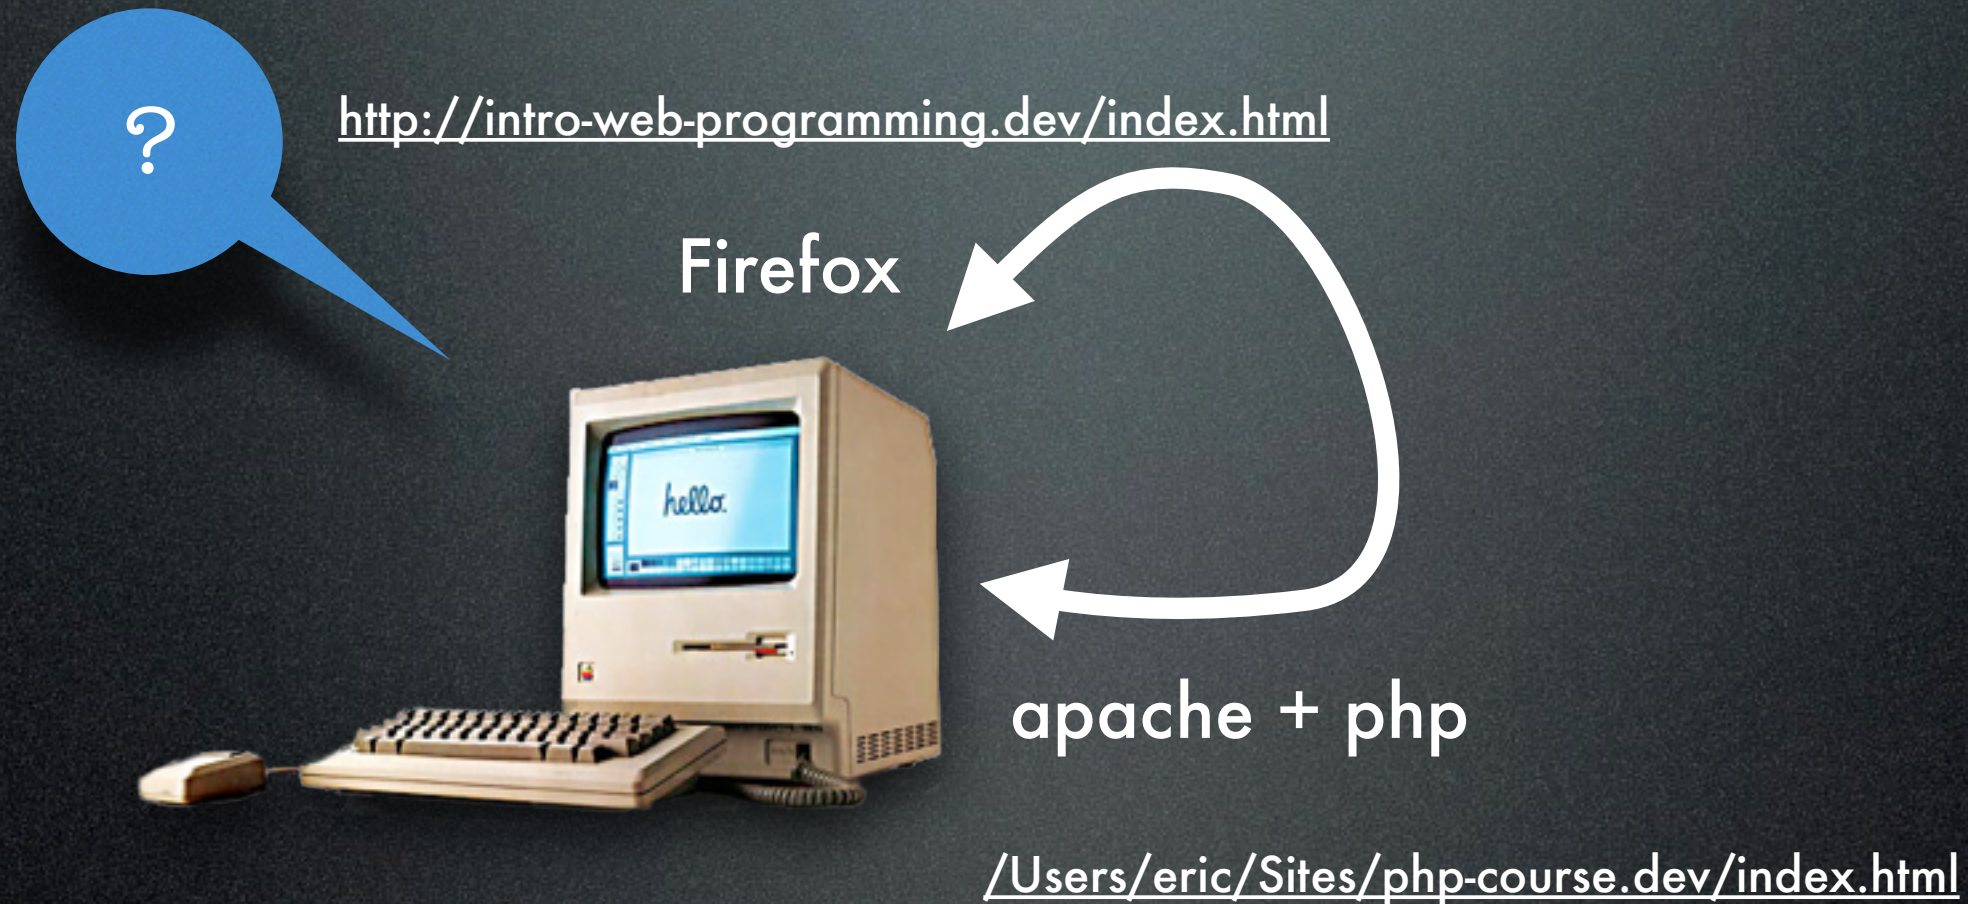 ?
http://intro-web-programming.dev/index.html
Firefox
hello.
apache + php
/Users/eric/Sites/php-course.dev/index.html